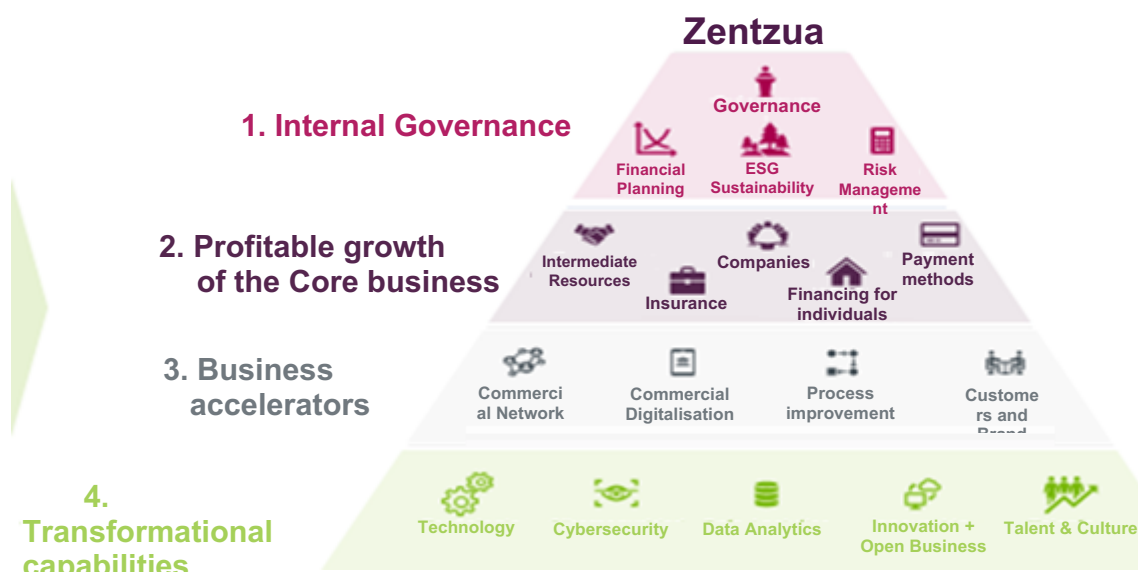 Zentzua
1. Internal Governance
Governance
Financial
Planning
ESG
Sustainability
Risk
Manageme
nt
2. Profitable growth
of the Core business
Intermediate
Resources
Companies
Payment
methods
Insurance
Financing for
individuals
3. Business
accelerators
Commerci
al Network
Commercial
Digitalisation
Process
improvement
Custome
rs and
Brand
4.
Transformational
capabilities
Technology
Cybersecurity
Data Analytics
Innovation +
Open Business
Talent & Culture